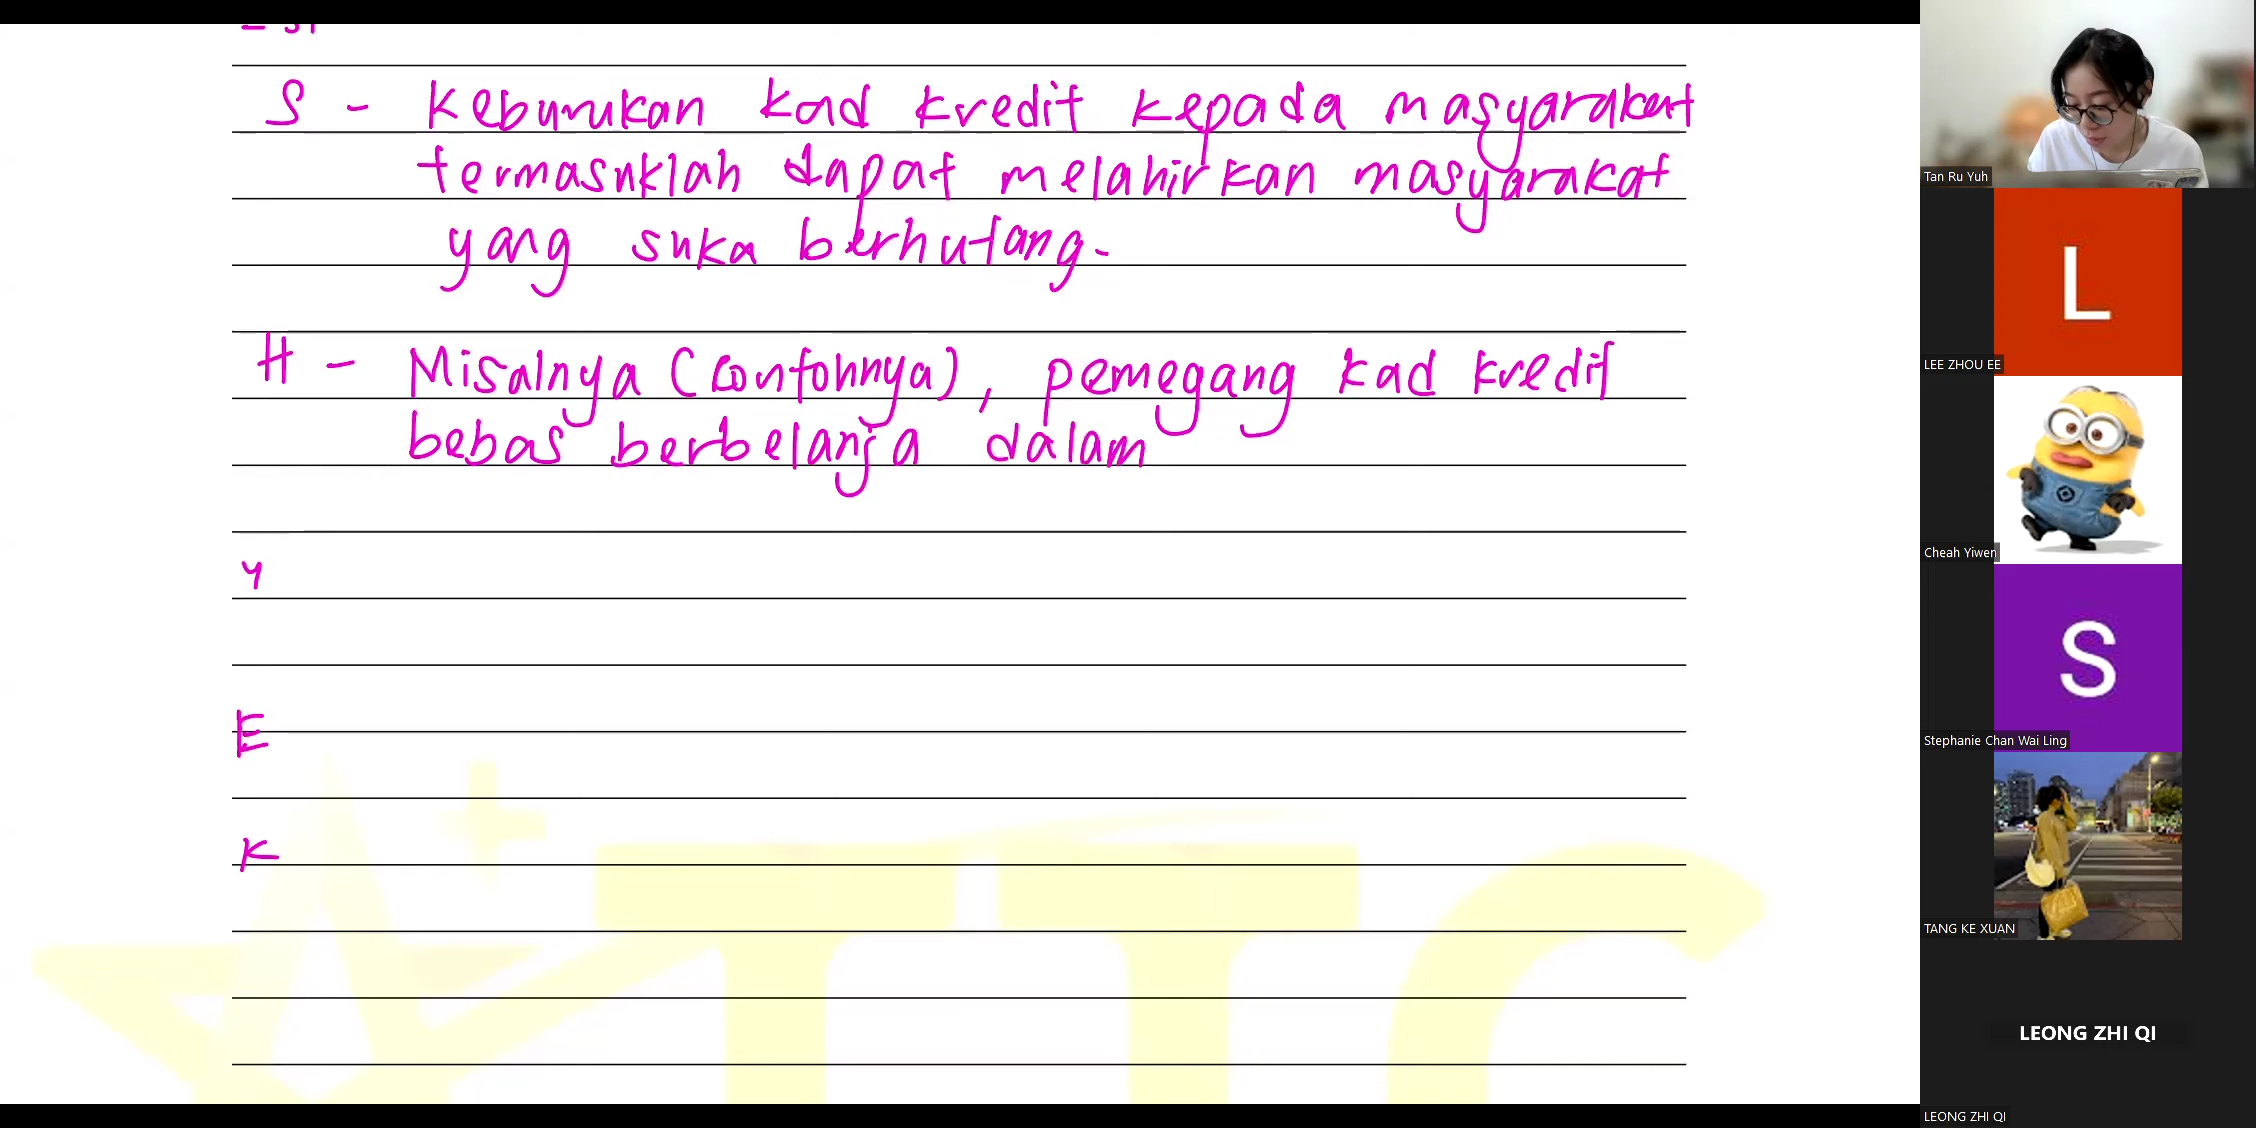 S - Keburukan kad kredit kepada masyarakat
termasuklah dapat melahirkan masyarakat
yang suka berhutang.
H - Misalnya (Contohnya), pemegang kad kredit
bebas berbelanja dalam
Y
E
K
TTC
Tan Ru Yuh
L
LEE ZHOU EE
Cheah Yiwen
S
Stephanie Chan Wai Ling
TANG KE XUAN
LEONG ZHI QI
LEONG ZHI QI